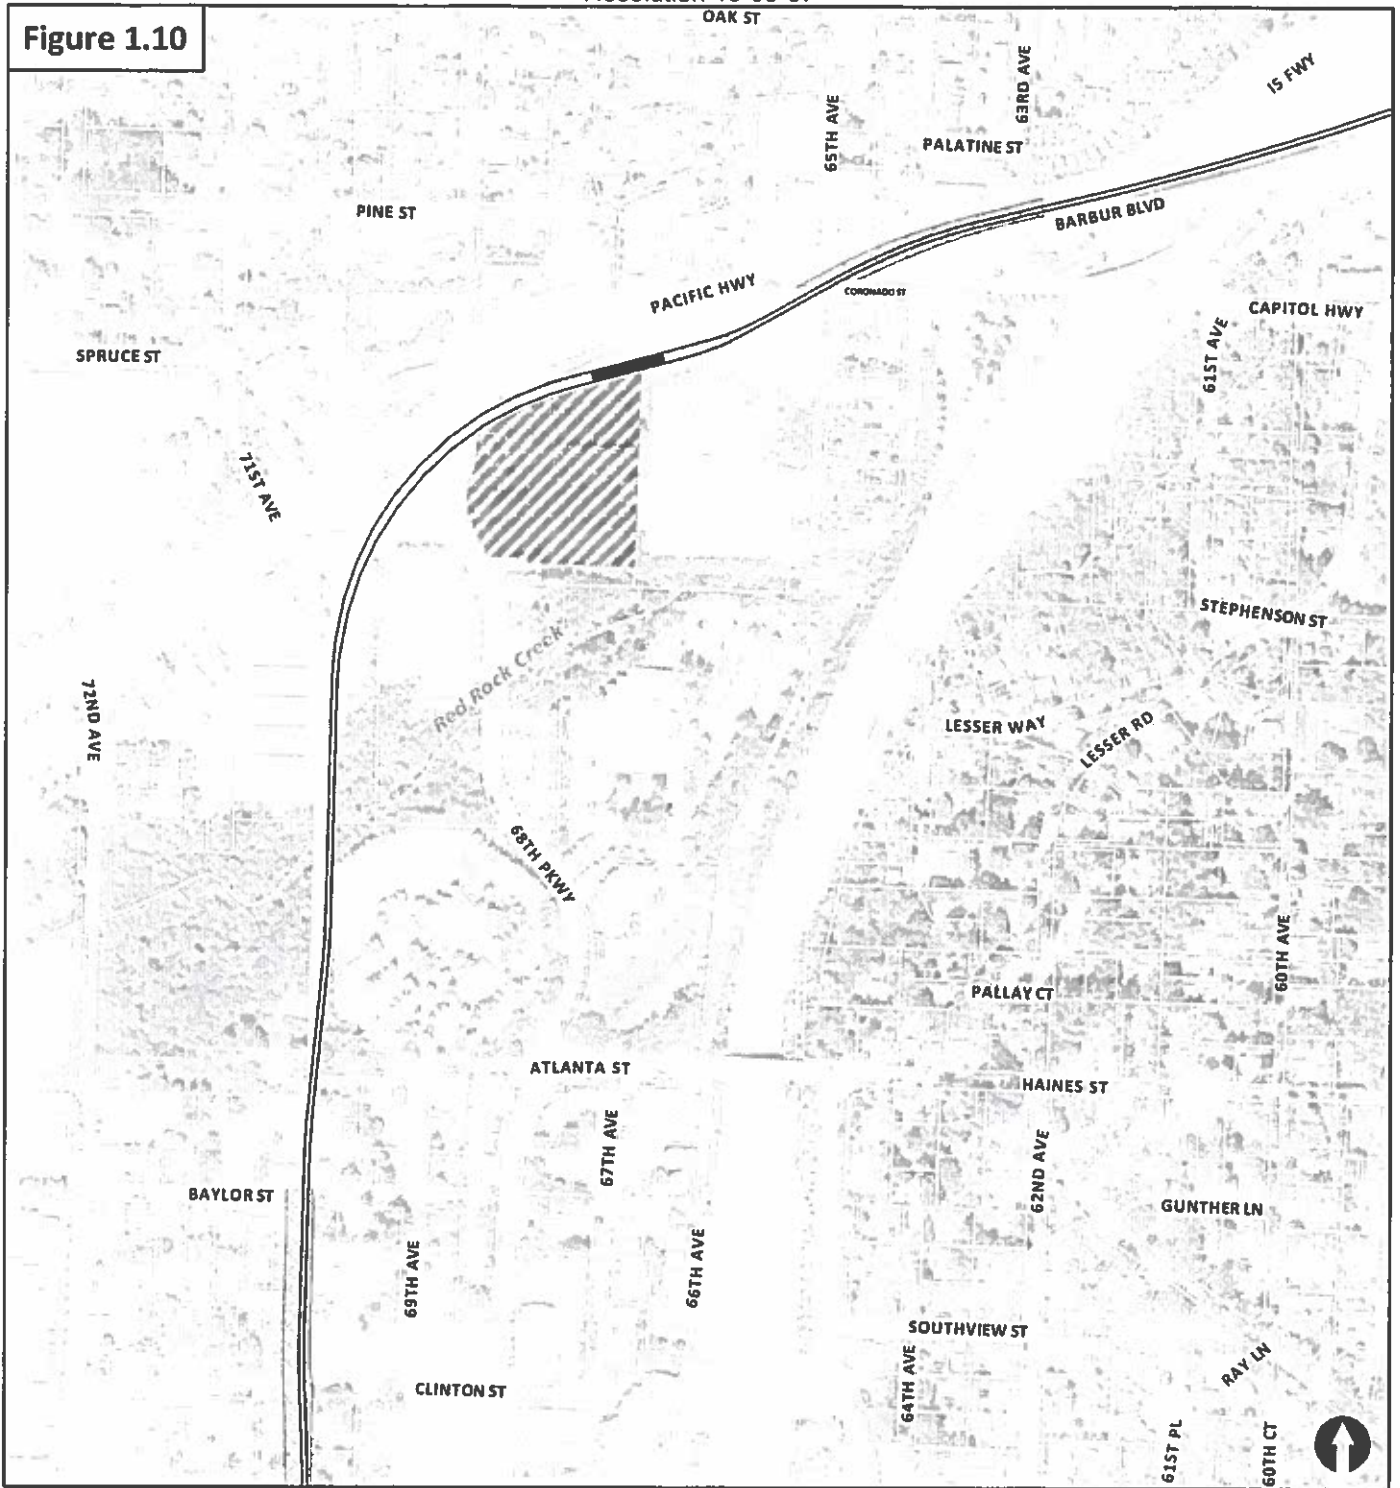 OAK ST
Figure 1.10
63RD AVE
I5 FWY
65TH AVE
PALATINE ST
PINE ST
BARBUR BLVD
PACIFIC HWY
CORONADO ST
CAPITOL HWY
SPRUCE ST
61ST AVE
71ST AVE
STEPHENSON ST
Red Rock Creek
72ND AVE
LESSER WAY
LESSER RD
68TH PKWY
60TH AVE
PALLAY CT
ATLANTA ST
HAINES ST
67TH AVE
62ND AVE
BAYLOR ST
GUNTHER LN
69TH AVE
66TH AVE
SOUTHVIEW ST
RAY LN
64TH AVE
CLINTON ST
61ST PL
60TH CT